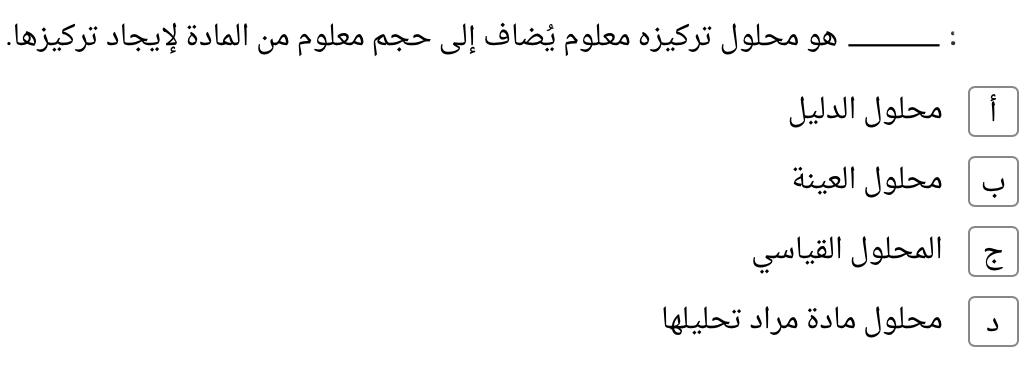 : ______ هو محلول تركيزه معلوم يُضاف إلى حجم معلوم من المادة لإيجاد تركيزها.
أ محلول الدليل
ب محلول العينة
ج المحلول القياسي
د محلول مادة مراد تحليلها